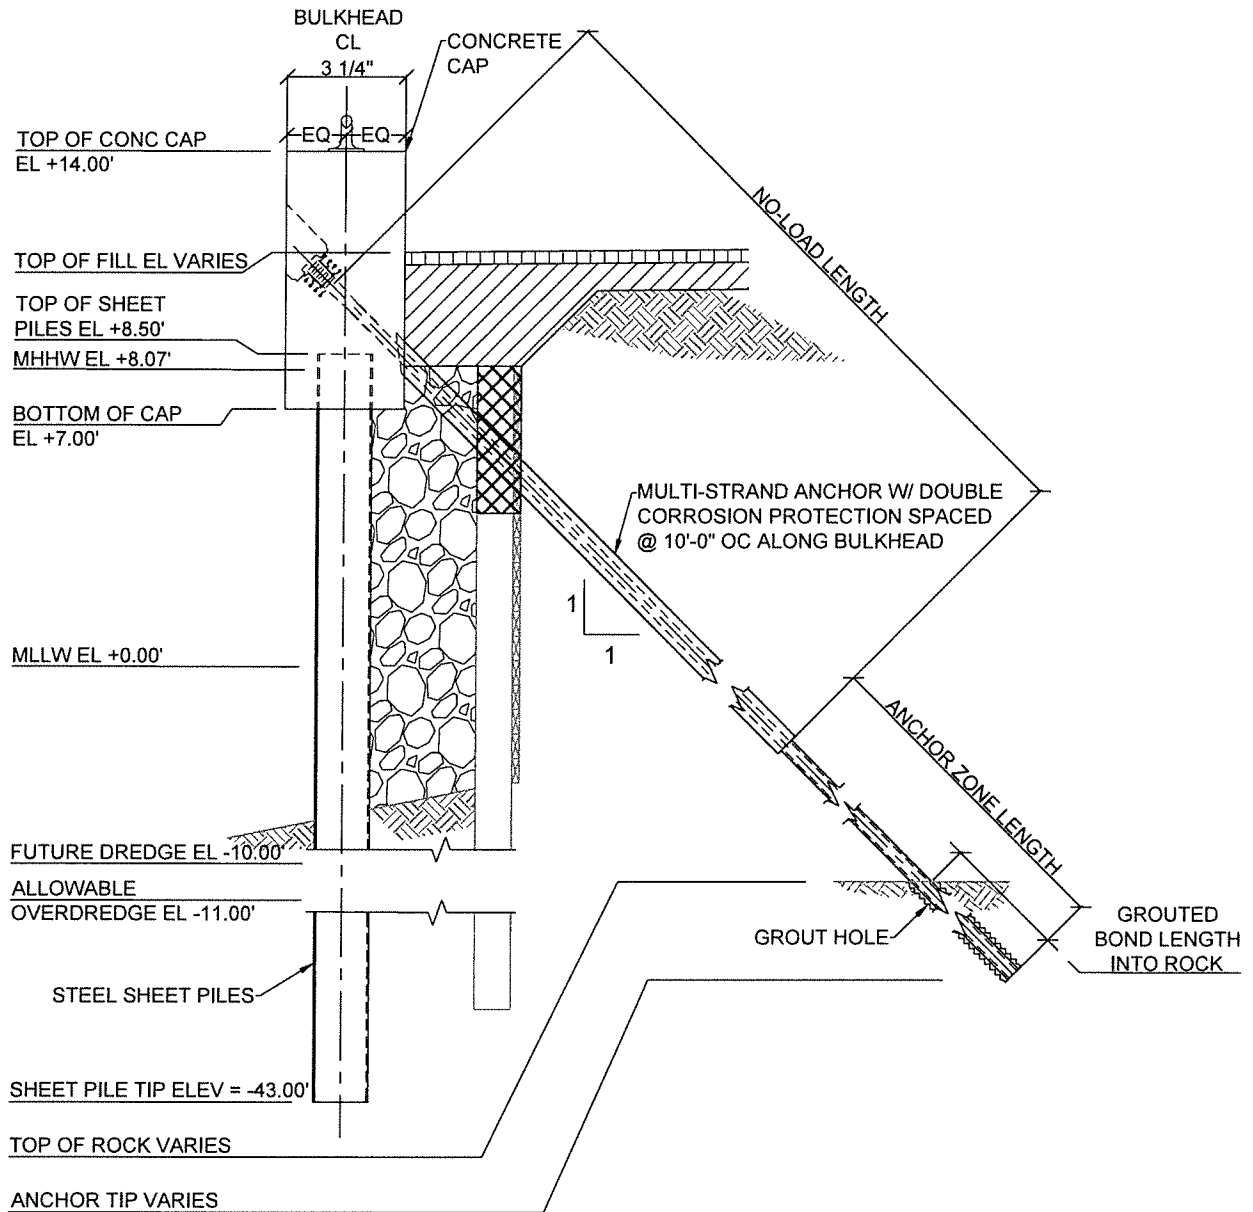 BULKHEAD
CL
3 1/4"
CONCRETE
CAP
EQ EQ
TOP OF CONC CAP
EL +14.00'
NO-LOAD LENGTH
TOP OF FILL EL VARIES
TOP OF SHEET
PILES EL +8.50'
MHHW EL +8.07'
BOTTOM OF CAP
EL +7.00'
MULTI-STRAND ANCHOR W/ DOUBLE
CORROSION PROTECTION SPACED
@ 10'-0" OC ALONG BULKHEAD
1
1
MLLW EL +0.00'
ANCHOR ZONE LENGTH
FUTURE DREDGE EL -10.00'
ALLOWABLE
OVERDREDGE EL -11.00'
GROUT HOLE
GROUTED
BOND LENGTH
INTO ROCK
STEEL SHEET PILES
SHEET PILE TIP ELEV = -43.00'
TOP OF ROCK VARIES
ANCHOR TIP VARIES